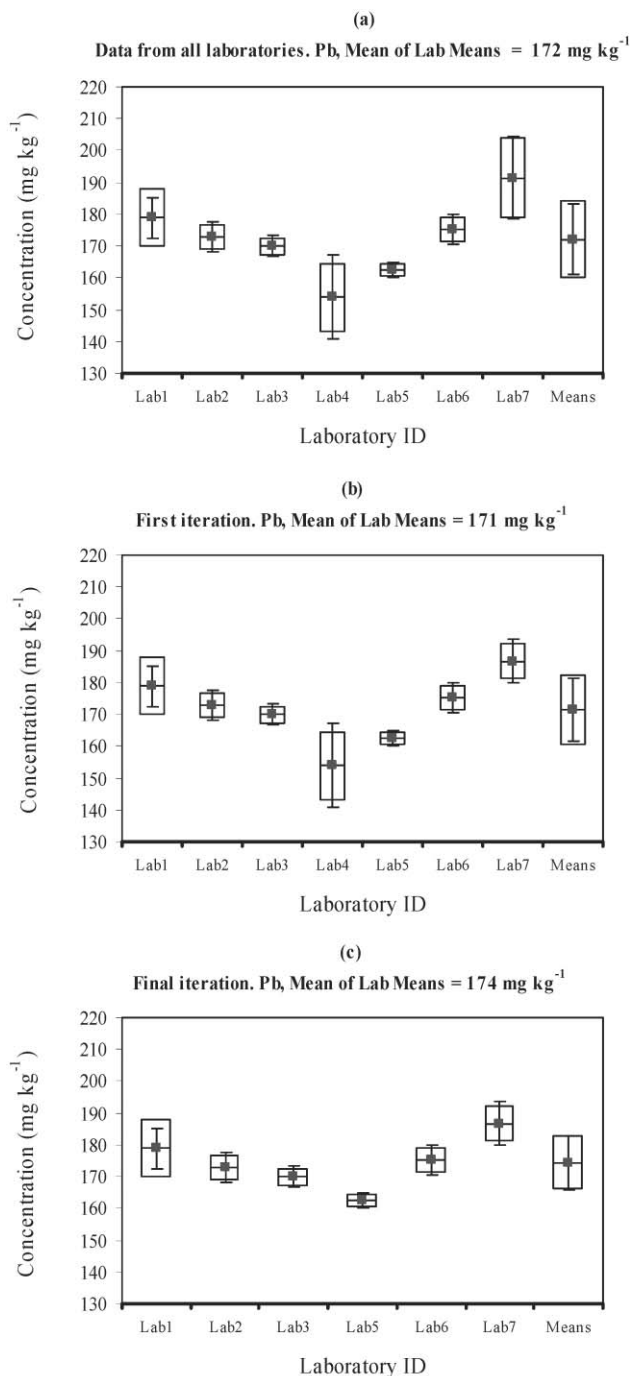 (a)
Data from all laboratories. Pb, Mean of Lab Means = 172 mg kg⁻¹
220
210
200
190
180
170
160
150
140
130
Concentration (mg kg⁻¹)
Lab1 Lab2 Lab3 Lab4 Lab5 Lab6 Lab7 Means
Laboratory ID
(b)
First iteration. Pb, Mean of Lab Means = 171 mg kg⁻¹
220
210
200
190
180
170
160
150
140
130
Concentration (mg kg⁻¹)
Lab1 Lab2 Lab3 Lab4 Lab5 Lab6 Lab7 Means
Laboratory ID
(c)
Final iteration. Pb, Mean of Lab Means = 174 mg kg⁻¹
220
210
200
190
180
170
160
150
140
130
Concentration (mg kg⁻¹)
Lab1 Lab2 Lab3 Lab5 Lab6 Lab7 Means
Laboratory ID